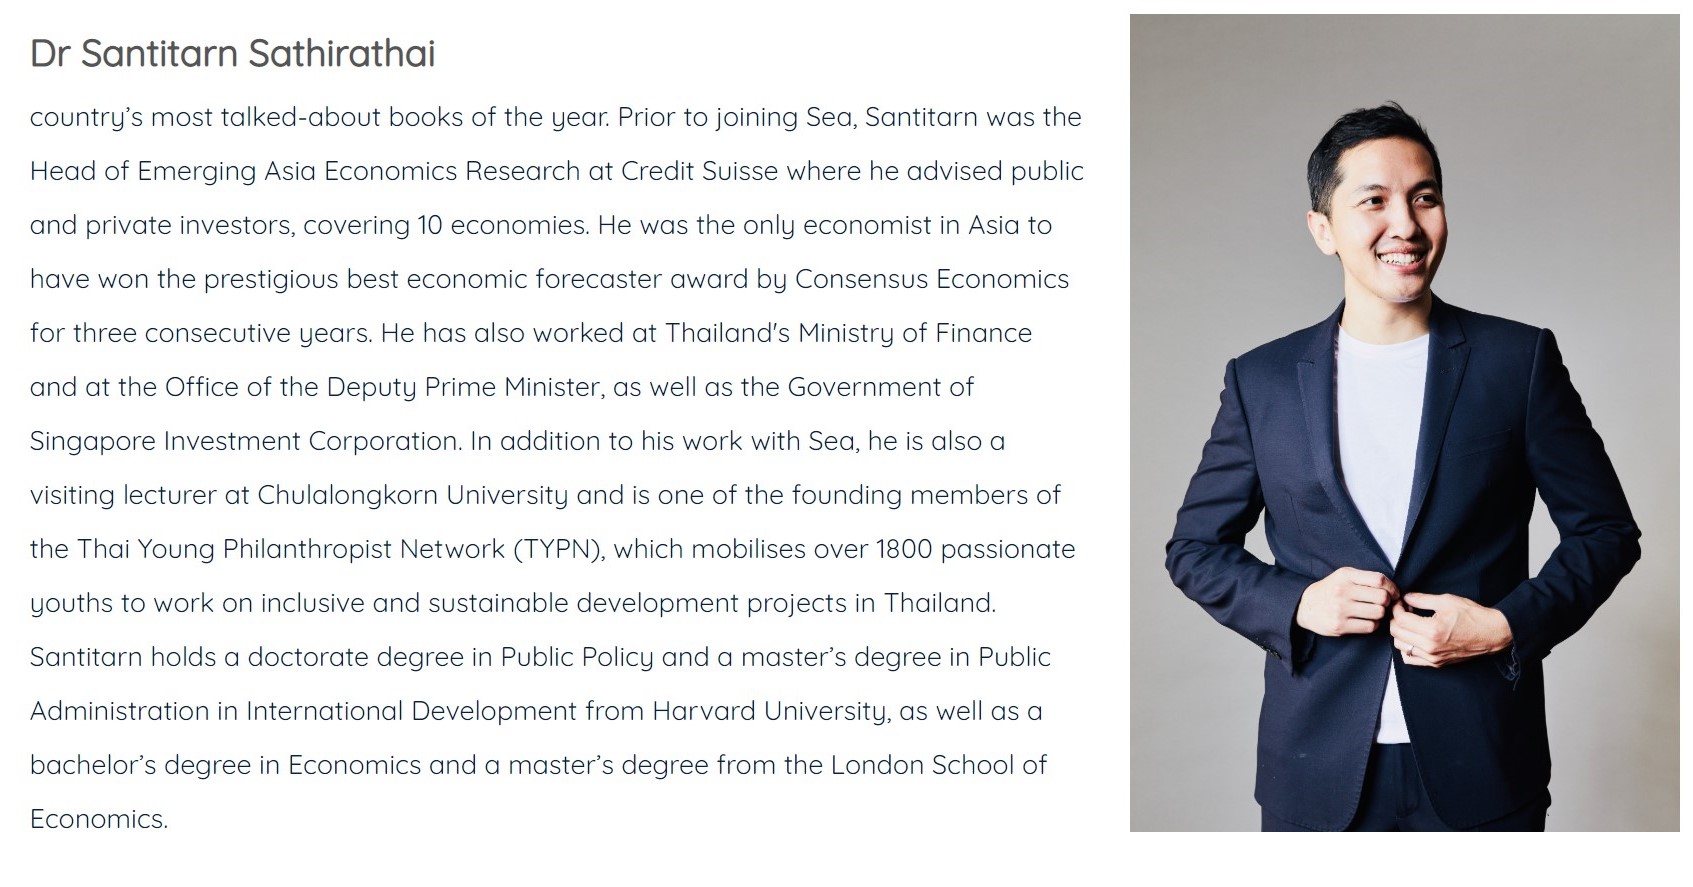 Dr Santitarn Sathirathai
country’s most talked-about books of the year. Prior to joining Sea, Santitarn was the
Head of Emerging Asia Economics Research at Credit Suisse where he advised public
and private investors, covering 10 economies. He was the only economist in Asia to
have won the prestigious best economic forecaster award by Consensus Economics
for three consecutive years. He has also worked at Thailand's Ministry of Finance
and at the Office of the Deputy Prime Minister, as well as the Government of
Singapore Investment Corporation. In addition to his work with Sea, he is also a
visiting lecturer at Chulalongkorn University and is one of the founding members of
the Thai Young Philanthropist Network (TYPN), which mobilises over 1800 passionate
youths to work on inclusive and sustainable development projects in Thailand.
Santitarn holds a doctorate degree in Public Policy and a master’s degree in Public
Administration in International Development from Harvard University, as well as a
bachelor’s degree in Economics and a master’s degree from the London School of
Economics.